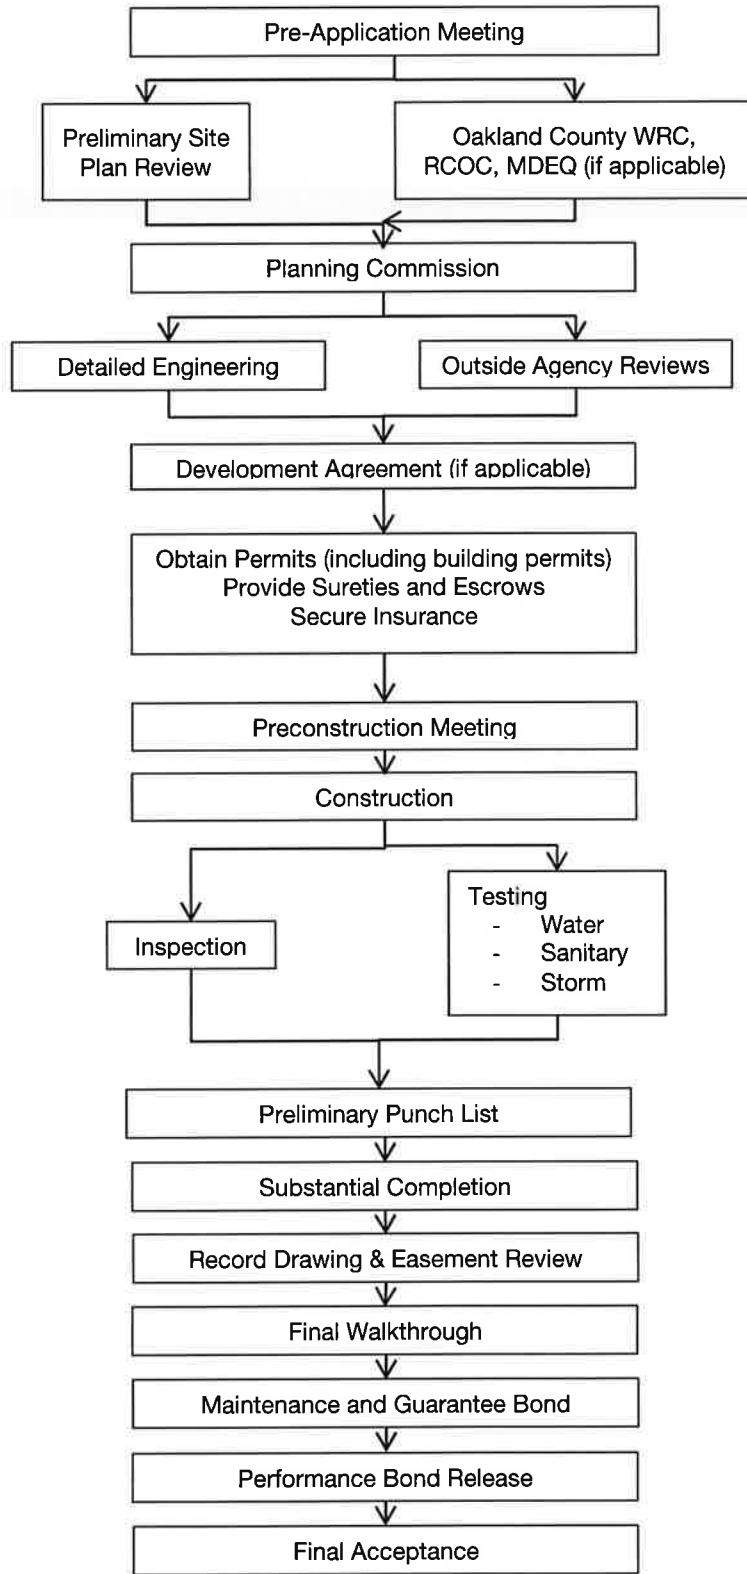 Pre-Application Meeting
Preliminary Site
Plan Review
Oakland County WRC,
RCOC, MDEQ (if applicable)
Planning Commission
Detailed Engineering
Outside Agency Reviews
Development Agreement (if applicable)
Obtain Permits (including building permits)
Provide Sureties and Escrows
Secure Insurance
Preconstruction Meeting
Construction
Inspection
Testing
- Water
- Sanitary
- Storm
Preliminary Punch List
Substantial Completion
Record Drawing & Easement Review
Final Walkthrough
Maintenance and Guarantee Bond
Performance Bond Release
Final Acceptance